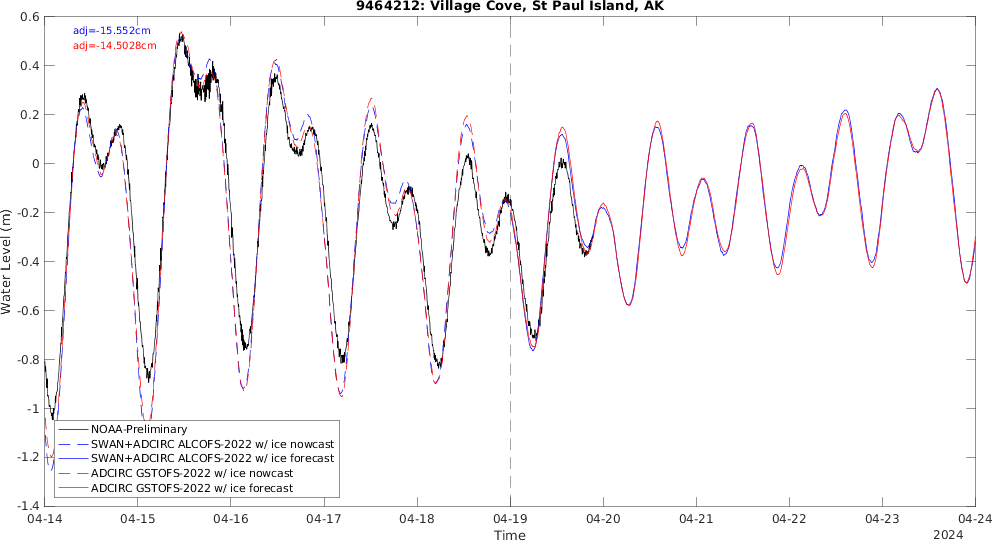 9464212: Village Cove, St Paul Island, AK
adj=-15.552cm
adj=-14.5028cm
Water Level (m)
0.6
0.4
0.2
0
-0.2
-0.4
-0.6
-0.8
-1
-1.2
-1.4
NOAA-Preliminary
SWAN+ADCIRC ALCOFS-2022 w/ ice nowcast
SWAN+ADCIRC ALCOFS-2022 w/ ice forecast
ADCIRC GSTOFS-2022 w/ ice nowcast
ADCIRC GSTOFS-2022 w/ ice forecast
04-14 04-15 04-16 04-17 04-18 04-19 04-20 04-21 04-22 04-23 04-24
Time
2024